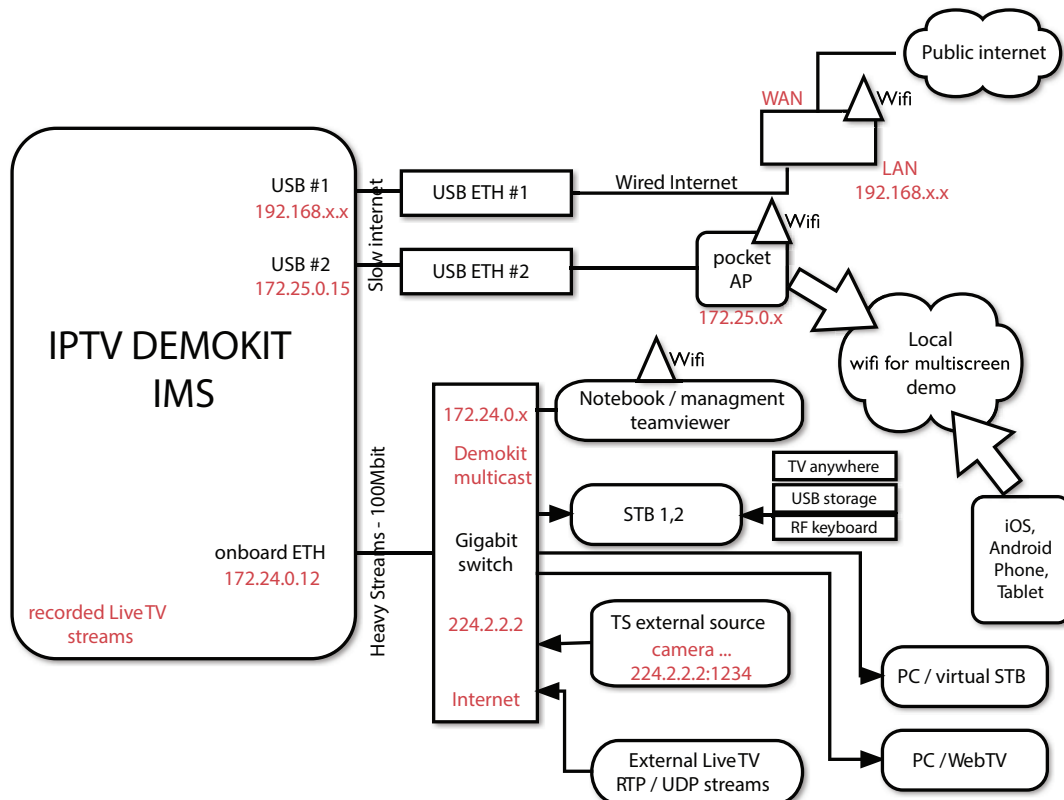 Public internet
Wifi
WAN
LAN
192.168.x.x
USB #1
192.168.x.x
USB ETH #1
Wired Internet
Slow internet
Wifi
USB #2
172.25.0.15
USB ETH #2
pocket
AP
172.25.0.x
IPTV DEMOKIT
IMS
Local
wifi for multiscreen
demo
Wifi
Notebook / managment
teamviewer
172.24.0.x
Demokit
multicast
TV anywhere
USB storage
RF keyboard
STB 1,2
Heavy Streams - 100Mbit
Gigabit
switch
onboard ETH
172.24.0.12
iOS,
Android
Phone,
Tablet
recorded Live TV
streams
224.2.2.2
TS external source
camera ...
224.2.2.2:1234
Internet
PC / virtual STB
External Live TV
RTP / UDP streams
PC /WebTV